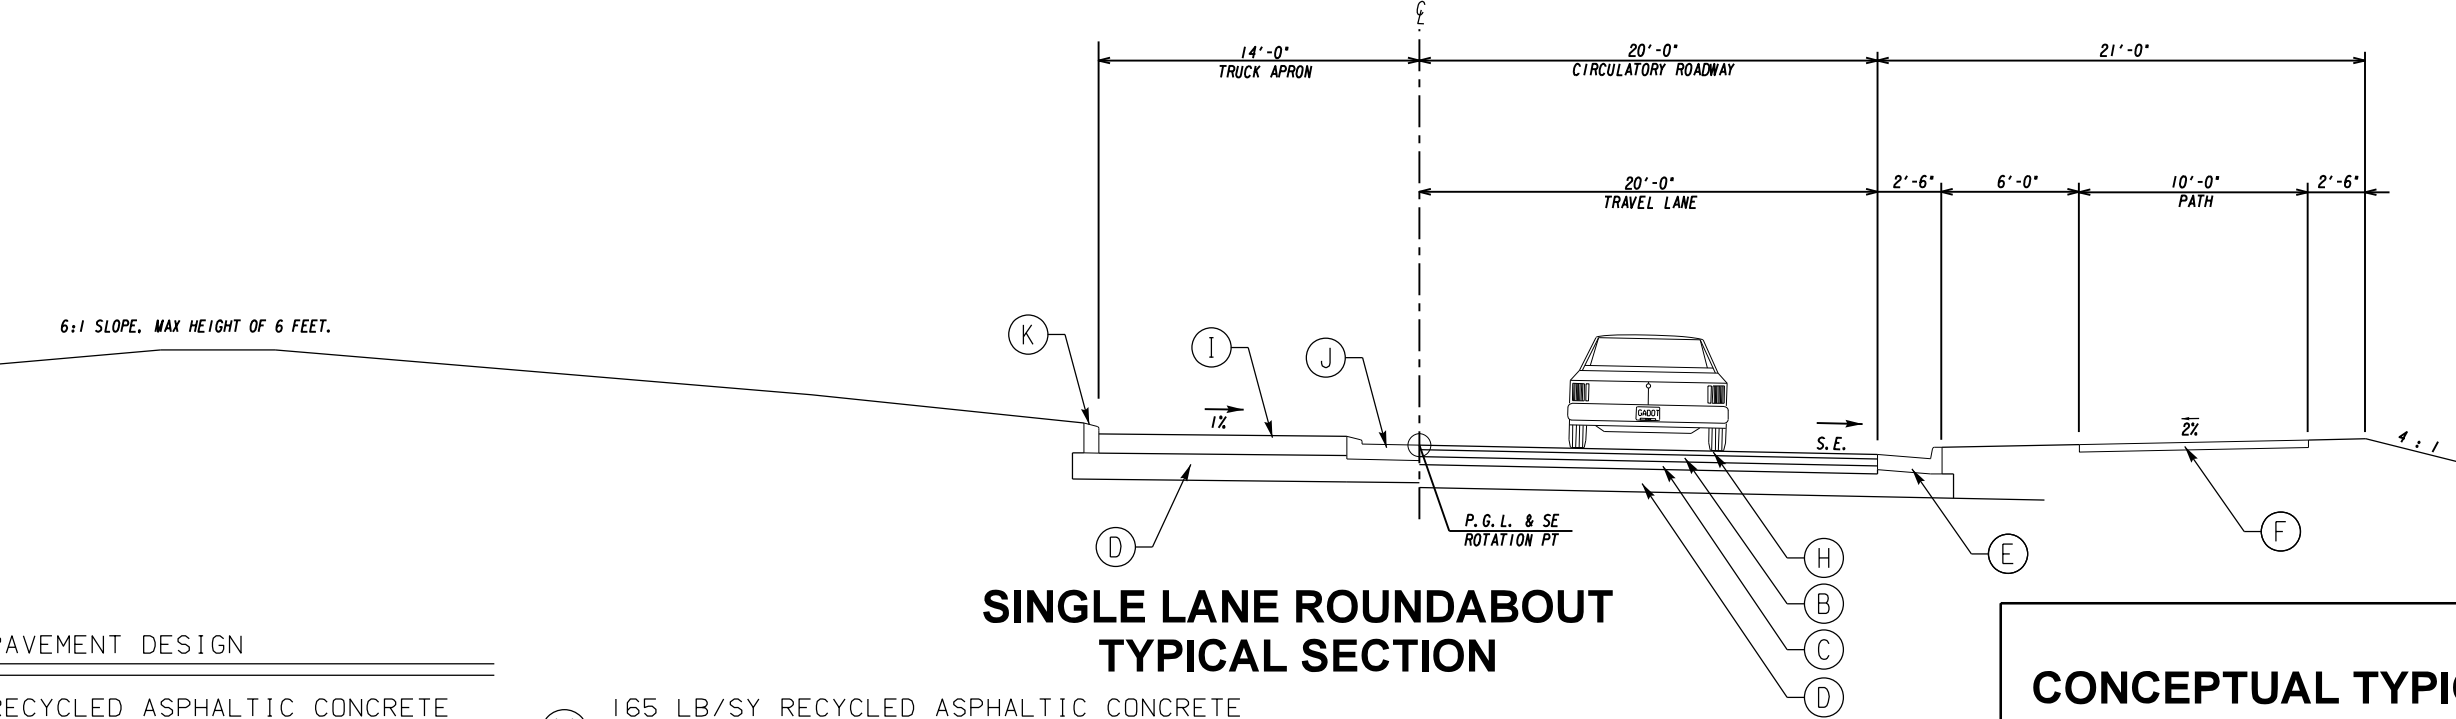 ℄
14'-0"
TRUCK APRON
20'-0"
CIRCULATORY ROADWAY
21'-0"
20'-0"
TRAVEL LANE
2'-6"
6'-0"
10'-0"
PATH
2'-6"
6:1 SLOPE. MAX HEIGHT OF 6 FEET.
K
I
J
1%
GADOT
S.E.
2%
4:1
P.G.L. & SE
ROTATION PT
D
H
E
F
B
C
D
SINGLE LANE ROUNDABOUT
TYPICAL SECTION
PAVEMENT DESIGN
RECYCLED ASPHALTIC CONCRETE
165 LB/SY RECYCLED ASPHALTIC CONCRETE
CONCEPTUAL